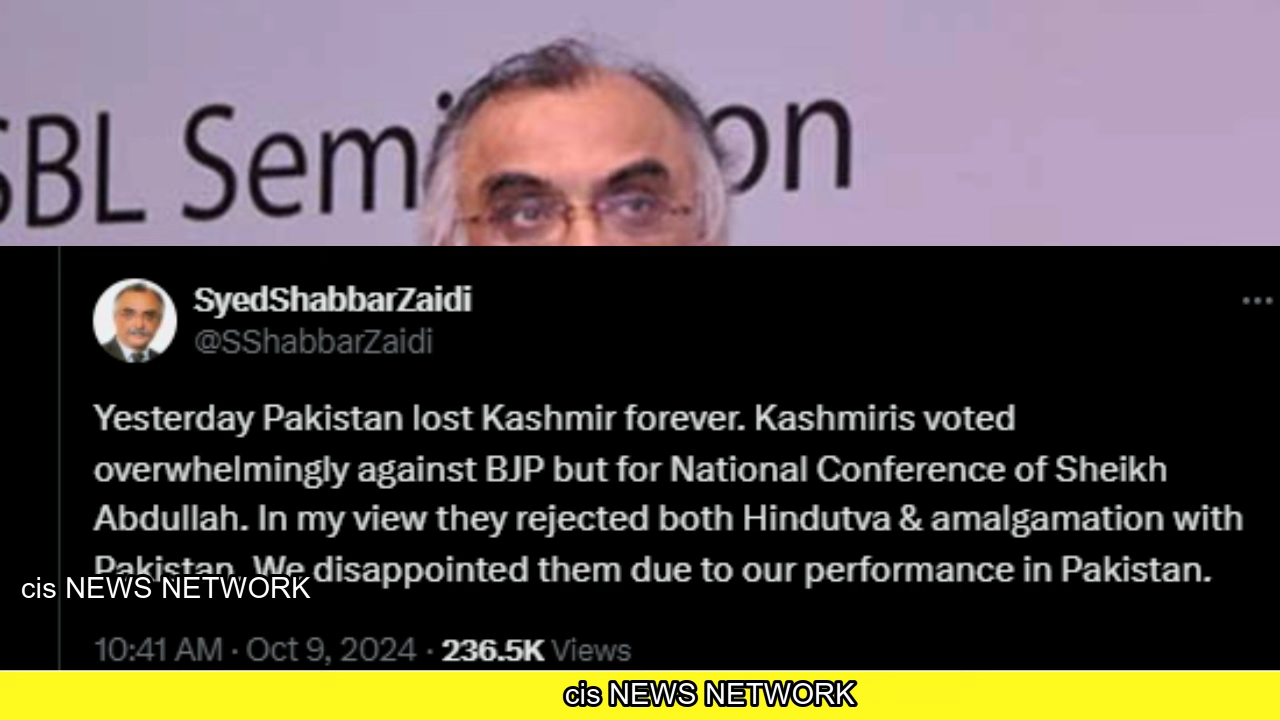 SBL Semi on
SyedShabbarZaidi
@SShabbarZaidi
Yesterday Pakistan lost Kashmir forever. Kashmiris voted
overwhelmingly against BJP but for National Conference of Sheikh
Abdullah. In my view they rejected both Hindutva & amalgamation with
Pakistan. We disappointed them due to our performance in Pakistan.
cis NEWS NETWORK
10:41 AM · Oct 9, 2024 · 236.5K Views
cis NEWS NETWORK